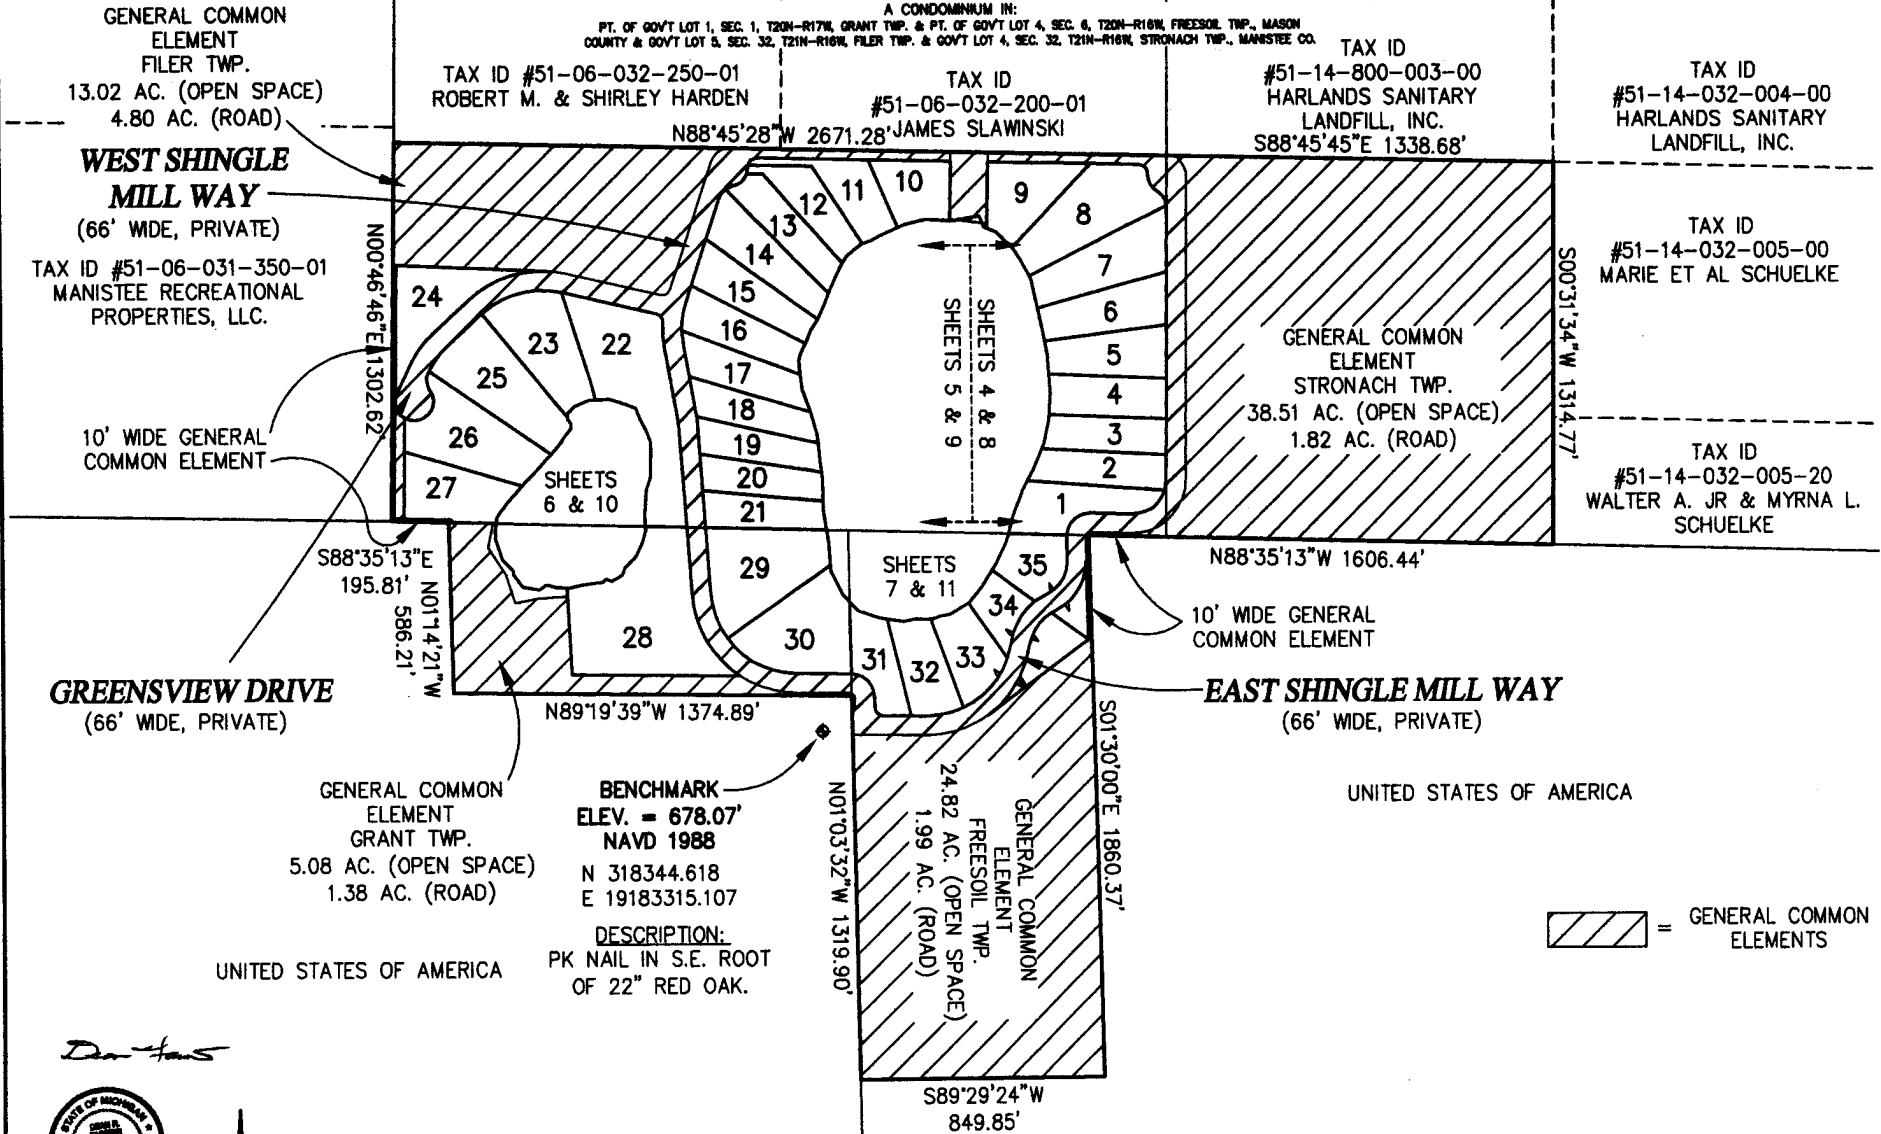 A CONDOMINIUM IN:
PT. OF GOV'T LOT 1, SEC. 1, T20N-R17W, GRANT TWP. & PT. OF GOV'T LOT 4, SEC. 6, T20N-R16W, FREESOIL TWP., MASON
COUNTY & GOV'T LOT 5, SEC. 32, T21N-R16W, FILER TWP. & GOV'T LOT 4, SEC. 32, T21N-R16W, STRONACH TWP., MANISTEE CO.
GENERAL COMMON
ELEMENT
FILER TWP.
13.02 AC. (OPEN SPACE)
4.80 AC. (ROAD)
TAX ID #51-06-032-250-01
ROBERT M. & SHIRLEY HARDEN
TAX ID
#51-06-032-200-01
JAMES SLAWINSKI
TAX ID
#51-14-800-003-00
HARLANDS SANITARY
LANDFILL, INC.
TAX ID
#51-14-032-004-00
HARLANDS SANITARY
LANDFILL, INC.
N88°45'28"W 2671.28'
S88°45'45"E 1338.68'
WEST SHINGLE
MILL WAY
(66' WIDE, PRIVATE)
TAX ID #51-06-031-350-01
MANISTEE RECREATIONAL
PROPERTIES, LLC.
N00°46'46"E 1302.62'
TAX ID
#51-14-032-005-00
MARIE ET AL SCHUELKE
S00°31'34"W 1314.77'
10
11
12
13
14
15
16
17
18
19
20
21
9
8
7
6
5
4
3
2
1
SHEETS 4 & 8
SHEETS 5 & 9
24
23
22
25
26
27
SHEETS
6 & 10
GENERAL COMMON
ELEMENT
STRONACH TWP.
38.51 AC. (OPEN SPACE)
1.82 AC. (ROAD)
10' WIDE GENERAL
COMMON ELEMENT
TAX ID
#51-14-032-005-20
WALTER A. JR & MYRNA L.
SCHUELKE
S88°35'13"E
195.81'
N01°14'21"W
586.21'
N88°35'13"W 1606.44'
29
30
28
SHEETS
7 & 11
35
34
33
32
31
10' WIDE GENERAL
COMMON ELEMENT
GREENSVIEW DRIVE
(66' WIDE, PRIVATE)
EAST SHINGLE MILL WAY
(66' WIDE, PRIVATE)
N89°19'39"W 1374.89'
S01°30'00"E 1860.37'
N01°03'32"W 1319.90'
GENERAL COMMON
ELEMENT
GRANT TWP.
5.08 AC. (OPEN SPACE)
1.38 AC. (ROAD)
BENCHMARK
ELEV. = 678.07'
NAVD 1988
N 318344.618
E 19183315.107
DESCRIPTION:
PK NAIL IN S.E. ROOT
OF 22" RED OAK.
GENERAL COMMON
ELEMENT
FREESOIL TWP.
24.82 AC. (OPEN SPACE)
1.99 AC. (ROAD)
UNITED STATES OF AMERICA
UNITED STATES OF AMERICA
= GENERAL COMMON
ELEMENTS
S89°29'24"W
849.85'
STATE OF MICHIGAN